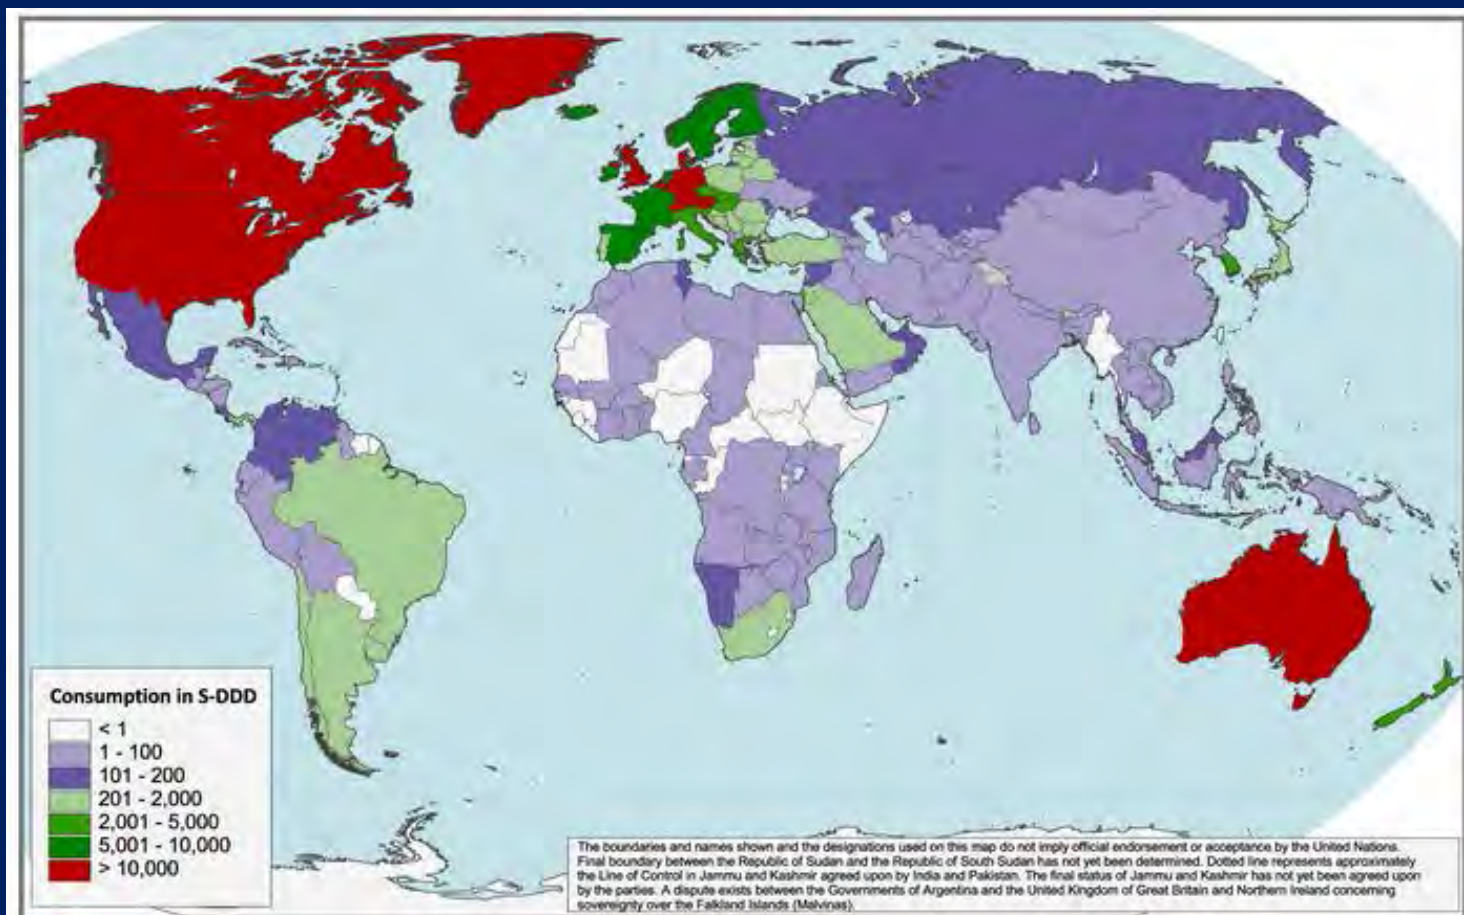 Consumption in S-DDD
< 1
1 - 100
101 - 200
201 - 2,000
2,001 - 5,000
5,001 - 10,000
> 10,000
The boundaries and names shown and the designations used on this map do not imply official endorsement or acceptance by the United Nations.
Final boundary between the Republic of Sudan and the Republic of South Sudan has not yet been determined. Dotted line represents approximately
the Line of Control in Jammu and Kashmir agreed upon by India and Pakistan. The final status of Jammu and Kashmir has not yet been agreed upon
by the parties. A dispute exists between the Governments of Argentina and the United Kingdom of Great Britain and Northern Ireland concerning
sovereignty over the Falkland Islands (Malvinas).